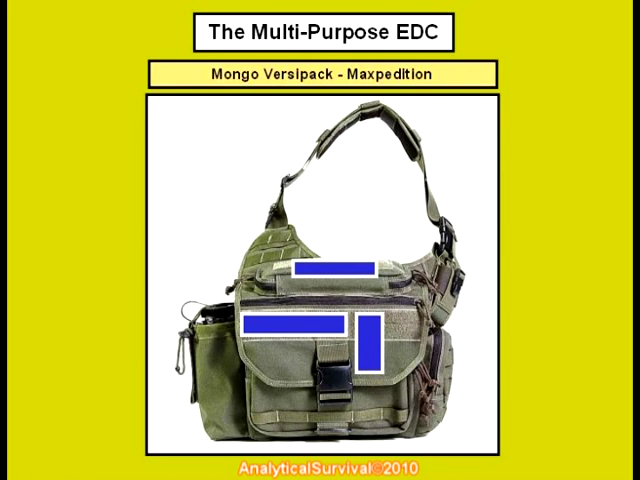 The Multi-Purpose EDC
Mongo Versipack - Maxpedition
AnalyticalSurvival©2010